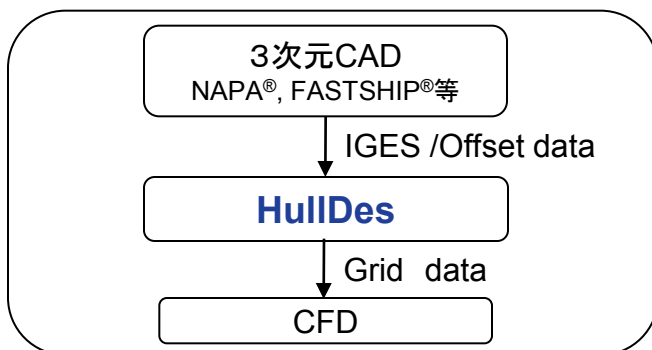 ３次元CAD
NAPA®, FASTSHIP®等
IGES /Offset data
HullDes
Grid data
CFD